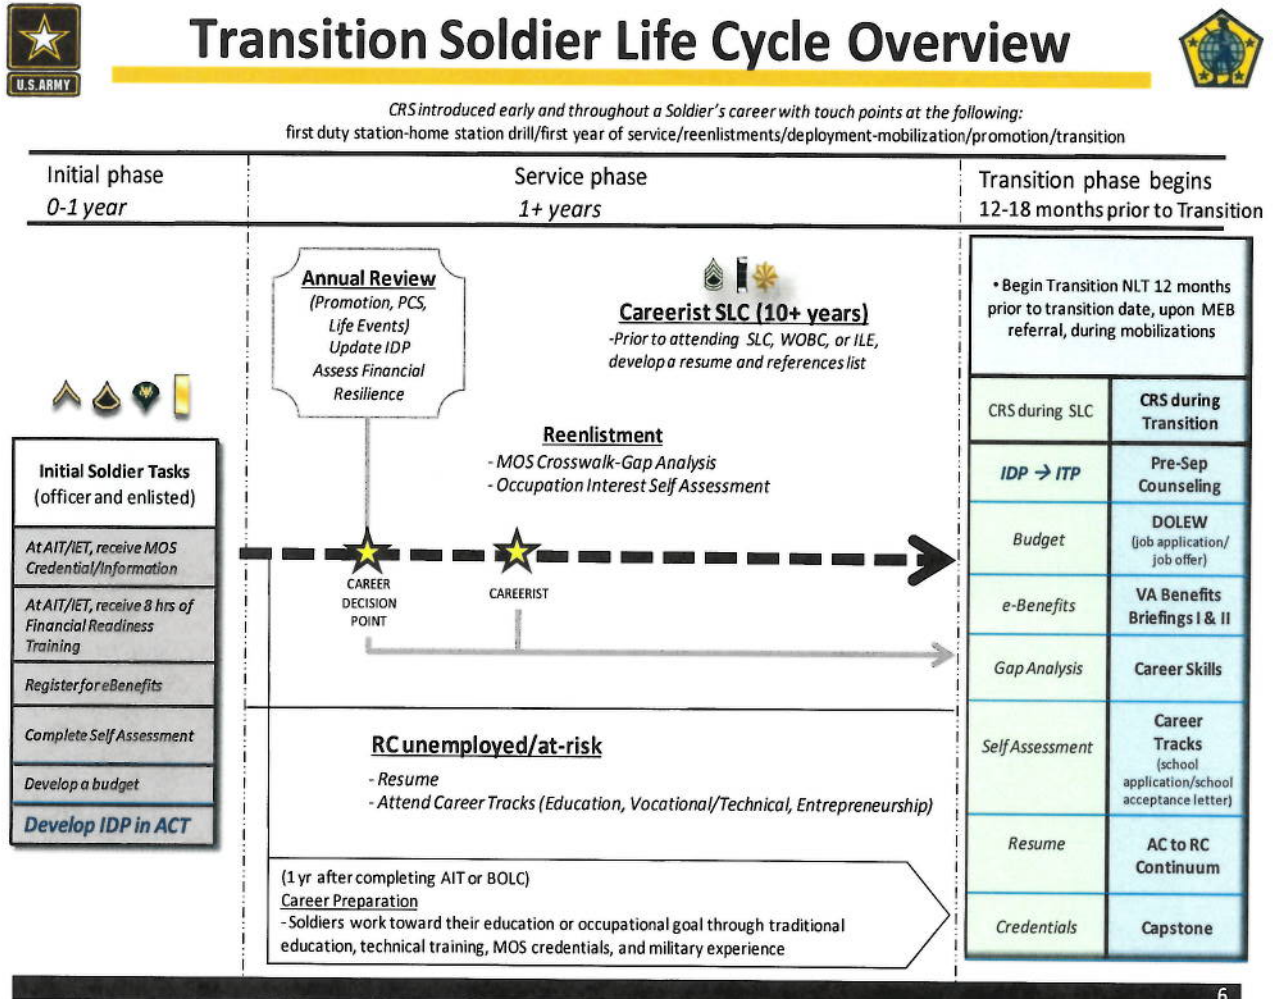 Transition Soldier Life Cycle Overview
U.S.ARMY
CRS introduced early and throughout a Soldier's career with touch points at the following:
first duty station-home station drill/first year of service/reenlistments/deployment-mobilization/promotion/transition
Initial phase
0-1 year
Service phase
1+ years
Transition phase begins
12-18 months prior to Transition
Initial Soldier Tasks
(officer and enlisted)
At AIT/IET, receive MOS
Credential/Information
At AIT/IET, receive 8 hrs of
Financial Readiness
Training
Register for eBenefits
Complete Self Assessment
Develop a budget
Develop IDP in ACT
Annual Review
(Promotion, PCS,
Life Events)
Update IDP
Assess Financial
Resilience
Careerist SLC (10+ years)
-Prior to attending SLC, WOBC, or ILE,
develop a resume and references list
Reenlistment
- MOS Crosswalk-Gap Analysis
- Occupation Interest Self Assessment
CAREER
DECISION
POINT
CAREERIST
RC unemployed/at-risk
- Resume
- Attend Career Tracks (Education, Vocational/Technical, Entrepreneurship)
(1 yr after completing AIT or BOLC)
Career Preparation
- Soldiers work toward their education or occupational goal through traditional
education, technical training, MOS credentials, and military experience
• Begin Transition NLT 12 months
prior to transition date, upon MEB
referral, during mobilizations
CRS during SLC
CRS during
Transition
IDP → ITP
Pre-Sep
Counseling
Budget
DOLEW
(job application/
job offer)
e-Benefits
VA Benefits
Briefings I & II
Gap Analysis
Career Skills
Self Assessment
Career
Tracks
(school
application/school
acceptance letter)
Resume
AC to RC
Continuum
Credentials
Capstone
6